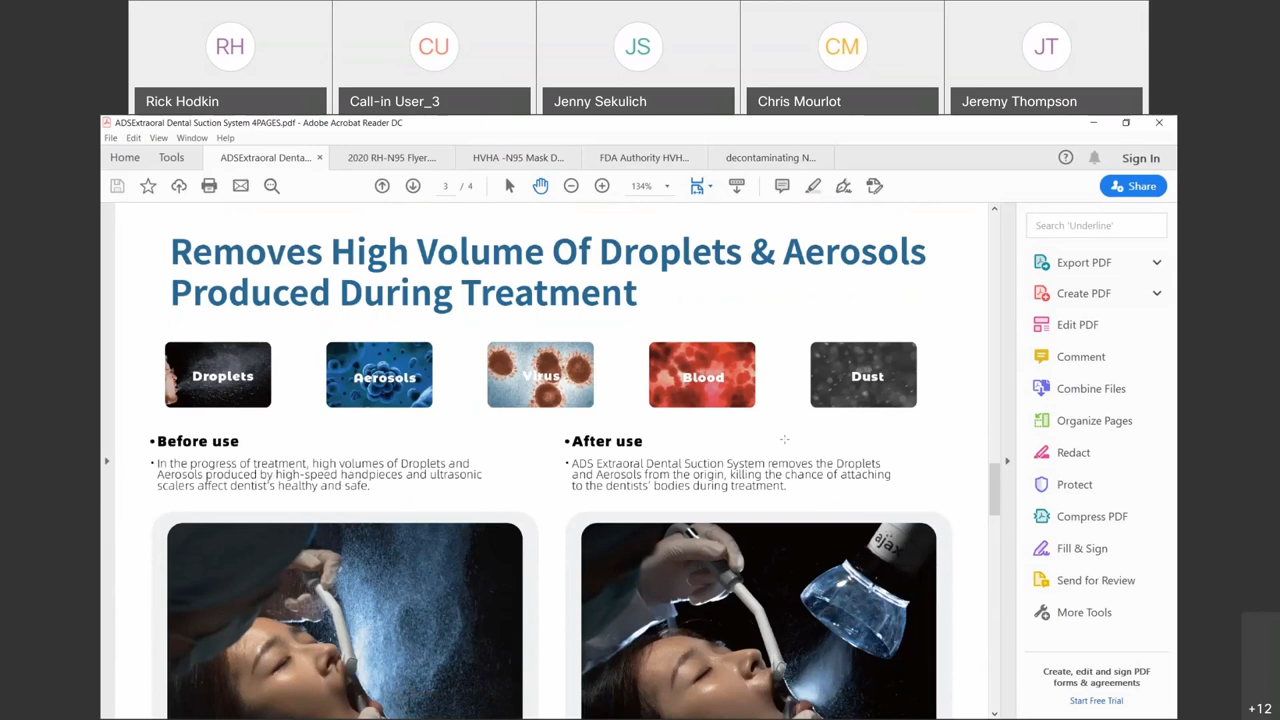 RH
CU
JS
CM
JT
Rick Hodkin
Call-in User_3
Jenny Sekulich
Chris Mourlot
Jeremy Thompson
ADSExtraoral Dental Suction System 4PAGES.pdf - Adobe Acrobat Reader DC
File Edit View Window Help
Home Tools ADSExtraoral Denta... × 2020 RH-N95 Flyer.... HVHA -N95 Mask D... FDA Authority HVH... decontaminating N... Sign In
3 / 4 134% Share
Removes High Volume Of Droplets & Aerosols
Produced During Treatment
Droplets
Aerosols
Virus
Blood
Dust
•Before use
• In the progress of treatment, high volumes of Droplets and
Aerosols produced by high-speed handpieces and ultrasonic
scalers affect dentist's healthy and safe.
•After use
• ADS Extraoral Dental Suction System removes the Droplets
and Aerosols from the origin, killing the chance of attaching
to the dentists' bodies during treatment.
ajax
Search 'Underline'
Export PDF
Create PDF
Edit PDF
Comment
Combine Files
Organize Pages
Redact
Protect
Compress PDF
Fill & Sign
Send for Review
More Tools
Create, edit and sign PDF
forms & agreements
Start Free Trial
+12